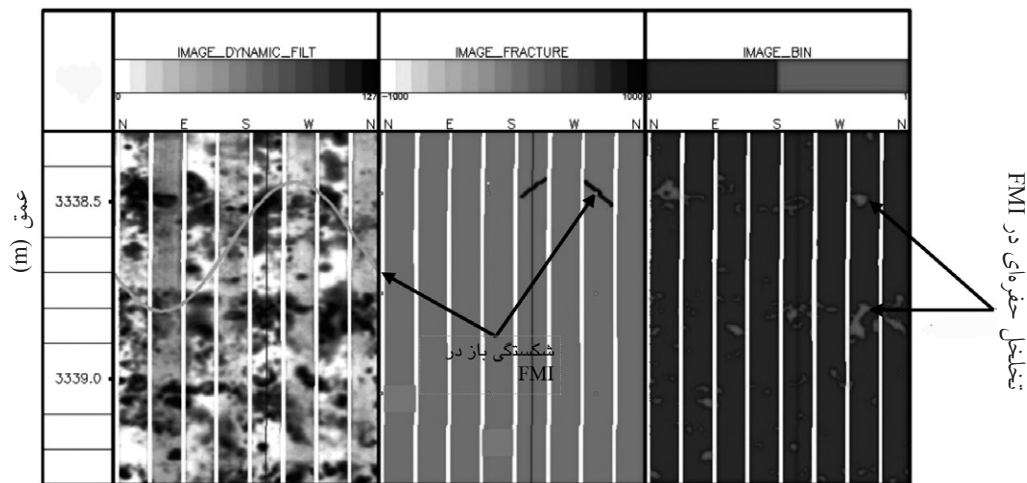 IMAGE_DYNAMIC_FILT
IMAGE_FRACTURE
IMAGE_BIN
0 127
-1000 1000
0 1
N E S W N
N E S W N
N E S W N
عمق (m)
3338.5
3339.0
شکستگی باز در
FMI
تخلخل حفره‌ای در FMI